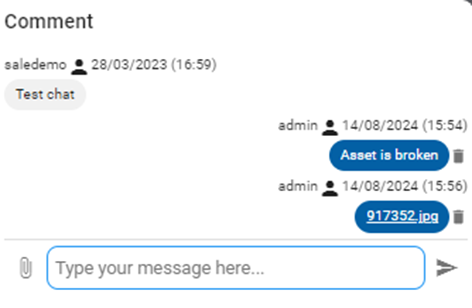 Comment
saledemo 28/03/2023 (16:59)
Test chat
admin 14/08/2024 (15:54)
Asset is broken
admin 14/08/2024 (15:56)
917352.jpg
Type your message here...